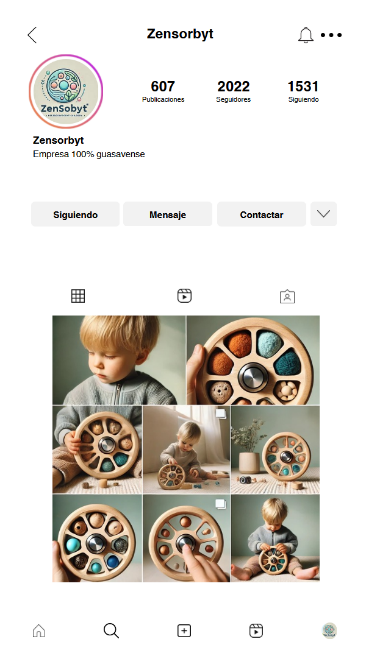 Zensorbyt
ZenSobyt
607
Publicaciones
2022
Seguidores
1531
Siguiendo
Zensorbyt
Empresa 100% guasavense
Siguiendo
Mensaje
Contactar